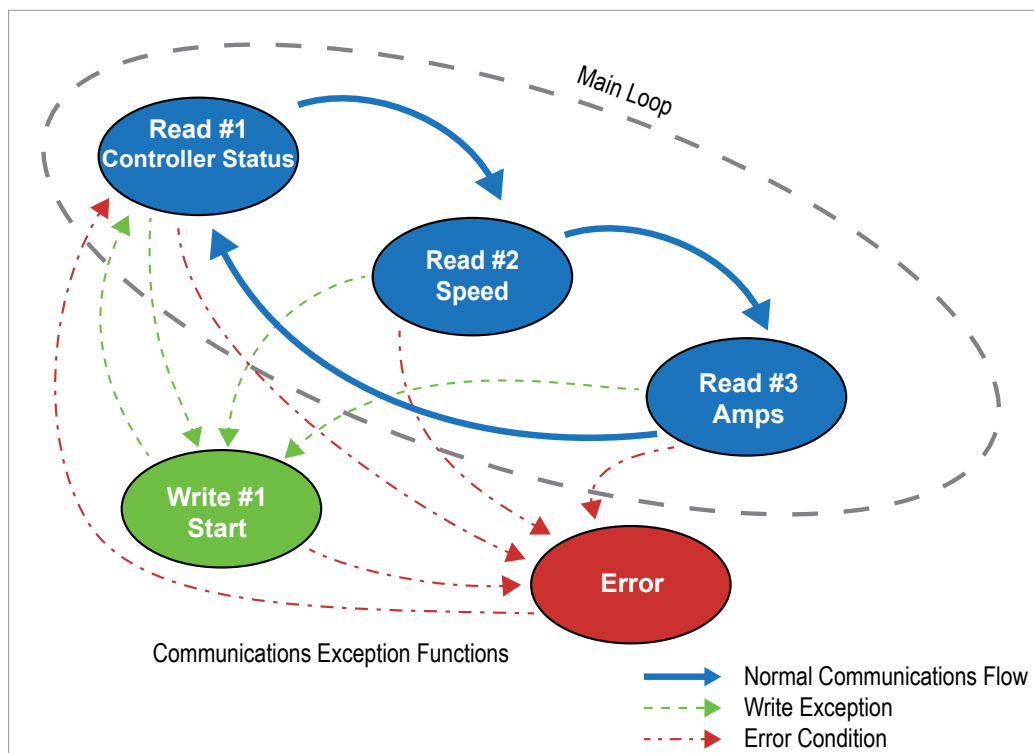 Main Loop
Read #1
Controller Status
Read #2
Speed
Read #3
Amps
Write #1
Start
Error
Communications Exception Functions
Normal Communications Flow
Write Exception
Error Condition